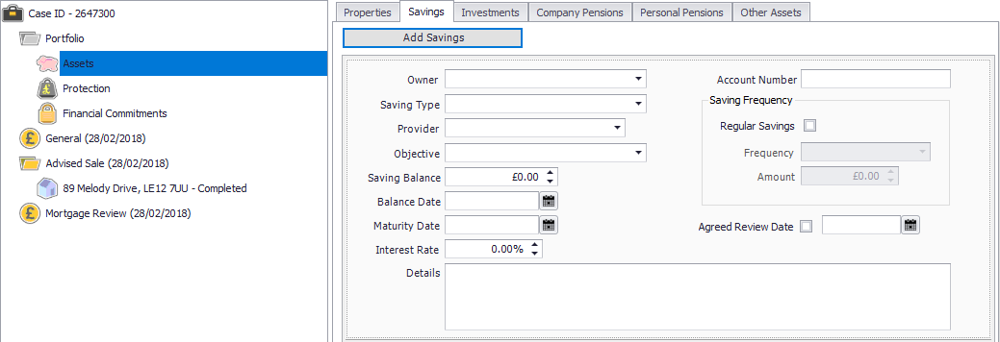 Case ID - 2647300
Portfolio
Assets
Protection
Financial Commitments
General (28/02/2018)
Advised Sale (28/02/2018)
89 Melody Drive, LE12 7UU - Completed
Mortgage Review (28/02/2018)
Properties Savings Investments Company Pensions Personal Pensions Other Assets
Add Savings
Owner
Saving Type
Provider
Objective
Saving Balance £0.00
Balance Date
Maturity Date
Interest Rate 0.00%
Details
Account Number
Saving Frequency
Regular Savings
Frequency
Amount £0.00
Agreed Review Date